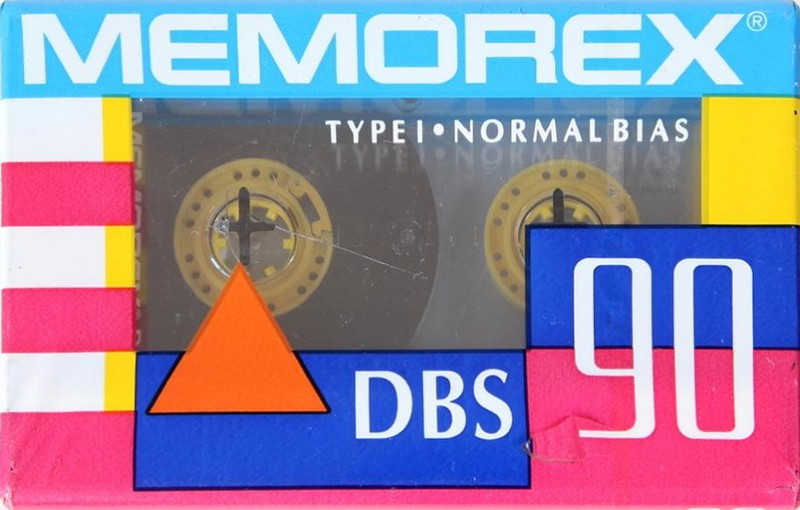 MEMOREX®
TYPE I • NORMAL BIAS
90
DBS